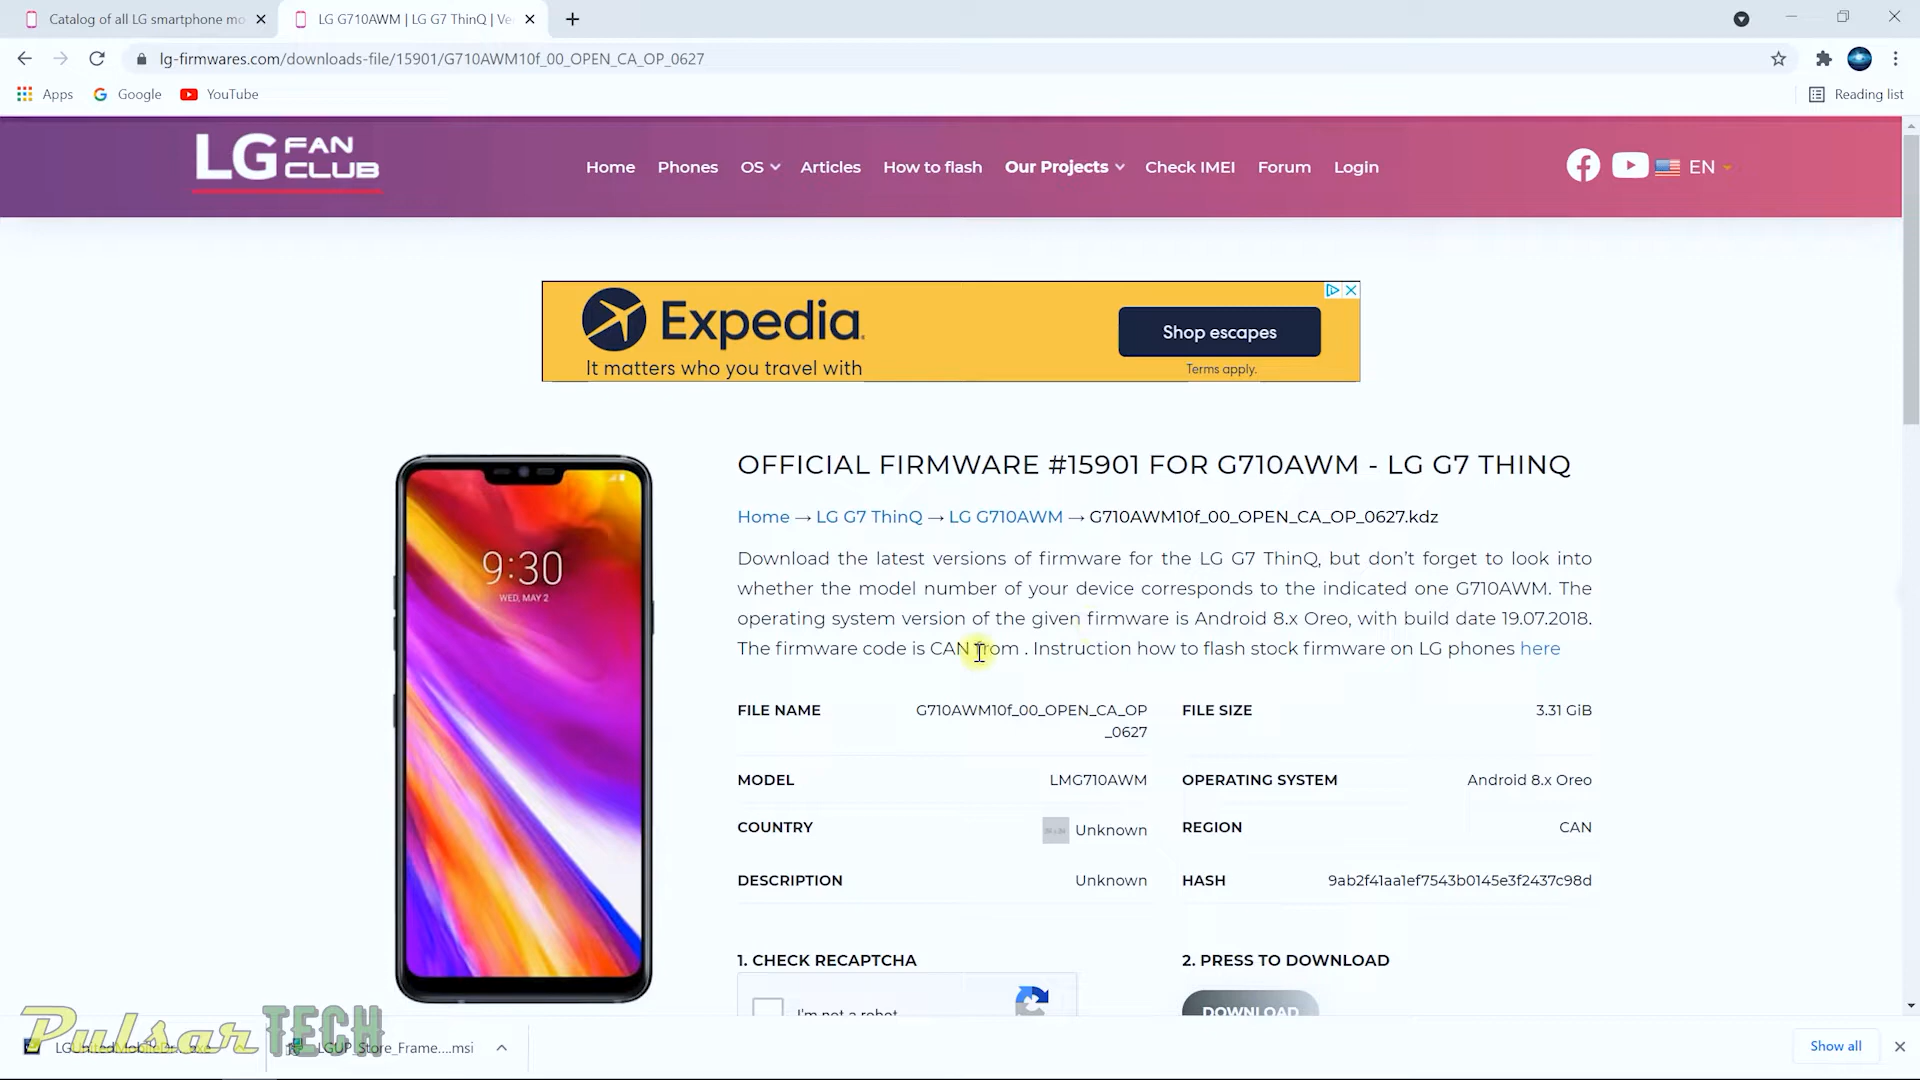 Catalog of all LG smartphone mo
LG G710AWM | LG G7 ThinQ | Ve
lg-firmwares.com/downloads-file/15901/G710AWM10f_00_OPEN_CA_OP_0627
Apps Google YouTube Reading list
LG FAN CLUB
Home Phones OS Articles How to flash Our Projects Check IMEI Forum Login EN
Expedia
It matters who you travel with
Shop escapes
Terms apply.
9:30
WED, MAY 2
OFFICIAL FIRMWARE #15901 FOR G710AWM - LG G7 THINQ
Home → LG G7 ThinQ → LG G710AWM → G710AWM10f_00_OPEN_CA_OP_0627.kdz
Download the latest versions of firmware for the LG G7 ThinQ, but don't forget to look into
whether the model number of your device corresponds to the indicated one G710AWM. The
operating system version of the given firmware is Android 8.x Oreo, with build date 19.07.2018.
The firmware code is CAN from . Instruction how to flash stock firmware on LG phones here
FILE NAME G710AWM10f_00_OPEN_CA_OP
_0627
FILE SIZE 3.31 GiB
MODEL LMG710AWM
OPERATING SYSTEM Android 8.x Oreo
COUNTRY Unknown
REGION CAN
DESCRIPTION Unknown
HASH 9ab2f41aa1ef7543b0145e3f2437c98d
1. CHECK RECAPTCHA
2. PRESS TO DOWNLOAD
I'm not a robot
DOWNLOAD
Pulsar TECH
LGUP_Store_Frame....msi
Show all